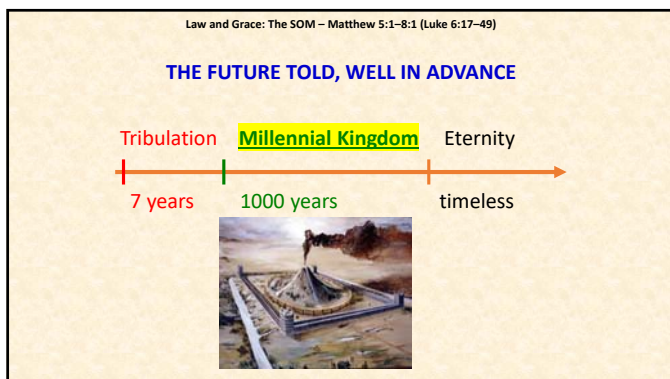 Law and Grace: The SOM – Matthew 5:1–8:1 (Luke 6:17–49)
THE FUTURE TOLD, WELL IN ADVANCE
Tribulation Millennial Kingdom Eternity
7 years 1000 years timeless